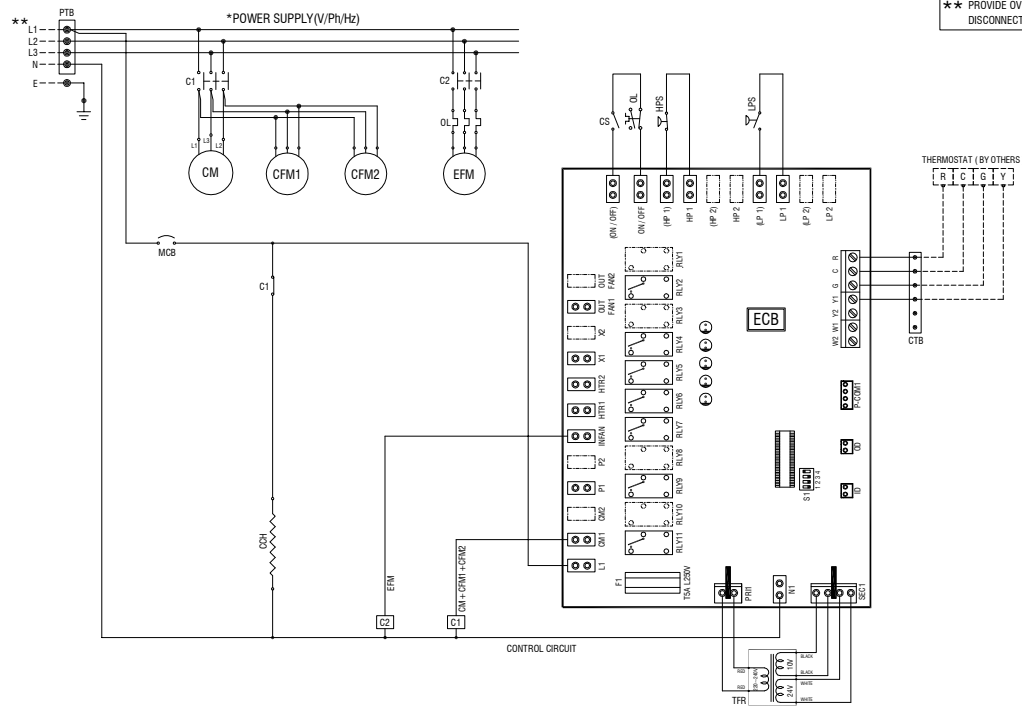 ** PROVIDE OV
DISCONNECT
PTB
*POWER SUPPLY(V/Ph/Hz)
**
L1
L2
L3
N
E
C1
C2
OL
L1
L3
L2
CM
CFM1
CFM2
EFM
MCB
C1
CCH
EFM
CM + CFM1 + CFM2
C2
C1
CONTROL CIRCUIT
CS
OL
HPS
LPS
(ON / OFF)
ON / OFF
(HP 1)
HP 1
(HP 2)
HP 2
(LP 1)
LP 1
(LP 2)
LP 2
THERMOSTAT ( BY OTHERS
R C G Y
OUT FAN2
OUT FAN1
X2
X1
HTR2
HTR1
INFAN
P2
P1
CM2
CM1
L1
RLY1
RLY2
RLY3
RLY4
RLY5
RLY6
RLY7
RLY8
RLY9
RLY10
RLY11
F1
T5A L250V
ECB
R
C
G
Y1
Y2
W1
W2
CTB
P-COM1
OD
ID
S1
1 2 3 4
PRI1
N1
SEC1
RED
RED
220~240V
10V
24V
BLACK
BLACK
WHITE
WHITE
TFR